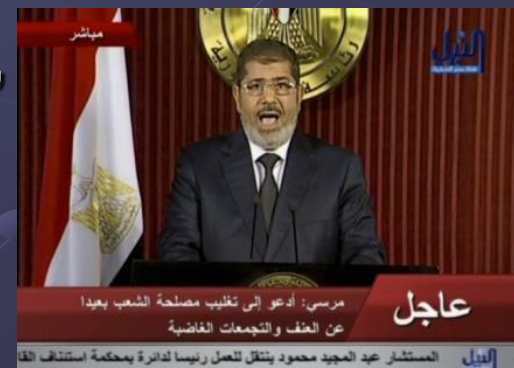 مباشر
النيل
مرسي: أدعو إلى تغليب مصلحة الشعب بعيدا
عن العنف والتجمعات الغاضبة
عاجل
النيل
المستشار عبد المجيد محمود ينتقل للعمل رئيسا لدائرة بمحكمة استئناف القا